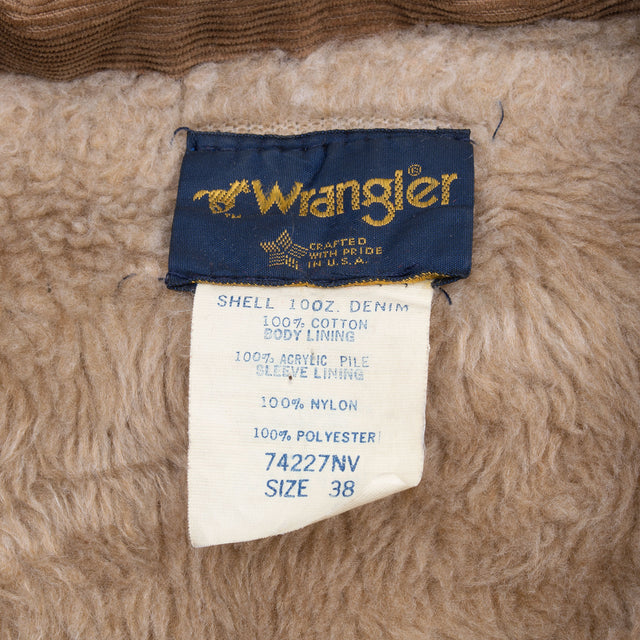 Wrangler®
CRAFTED
WITH PRIDE
IN U.S.A.
SHELL 10OZ. DENIM
100% COTTON
BODY LINING
100% ACRYLIC PILE
SLEEVE LINING
100% NYLON
100% POLYESTER
74227NV
SIZE 38